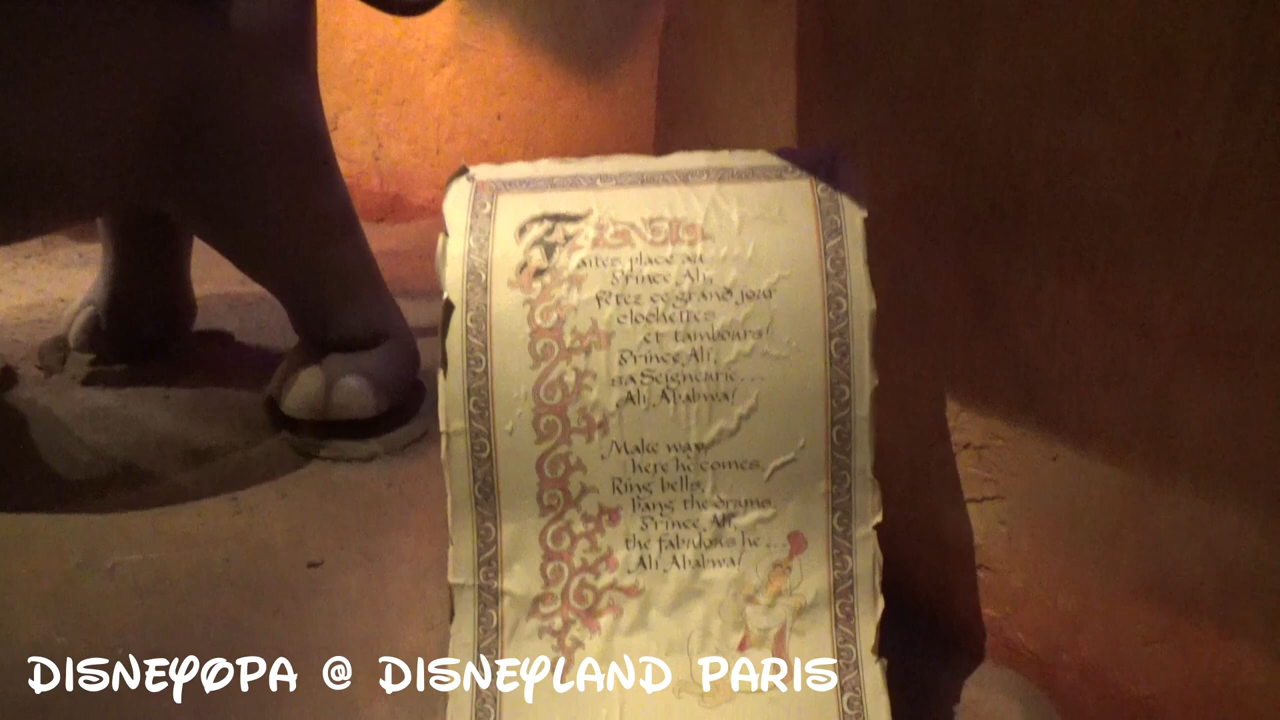 Faites place au
Prince Ali,
fêtez ce grand jour
clochettes
et tambours!
Prince Ali,
sa Seigneurie...
Ali Ababwa!
Make way,
here he comes,
Ring bells,
Bang the drums
Prince Ali,
the fabulous he...
Ali Ababwa!
DISNEYOPA @ DISNEYLAND PARIS